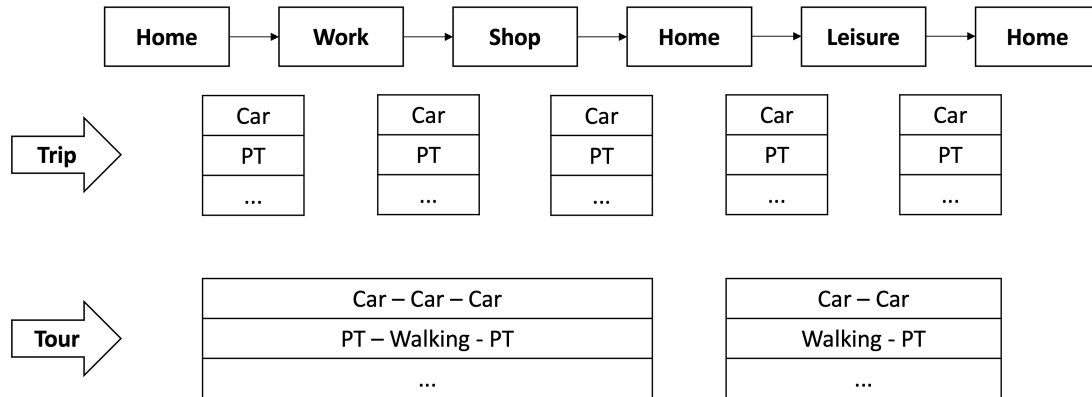 Home Work Shop Home Leisure Home
Car Car Car Car Car
Trip PT PT PT PT PT
... ... ... ... ...
Car – Car – Car Car – Car
Tour PT – Walking - PT Walking - PT
... ...